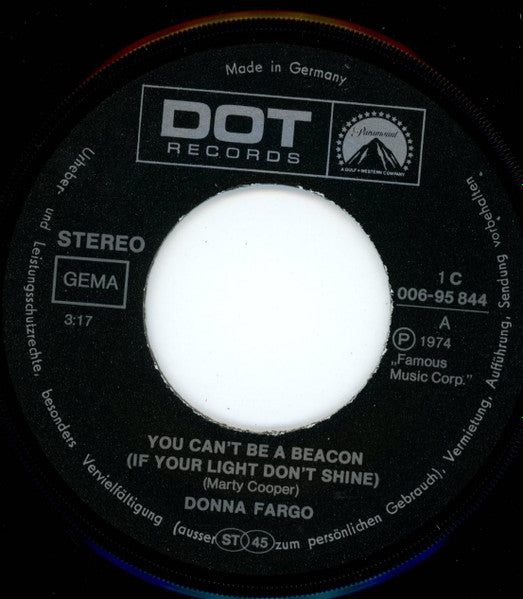 Made in Germany
DOT
RECORDS
Paramount
A GULF+WESTERN COMPANY
STEREO
GEMA
3:17
1 C
006-95 844
A
Ⓟ 1974
„Famous
Music Corp."
YOU CAN'T BE A BEACON
(IF YOUR LIGHT DON'T SHINE)
(Marty Cooper)
DONNA FARGO
Urheber und Leistungsschutzrechte, besonders Vervielfältigung (ausser ST 45 zum persönlichen Gebrauch), Vermietung, Aufführung, Sendung vorbehalten.